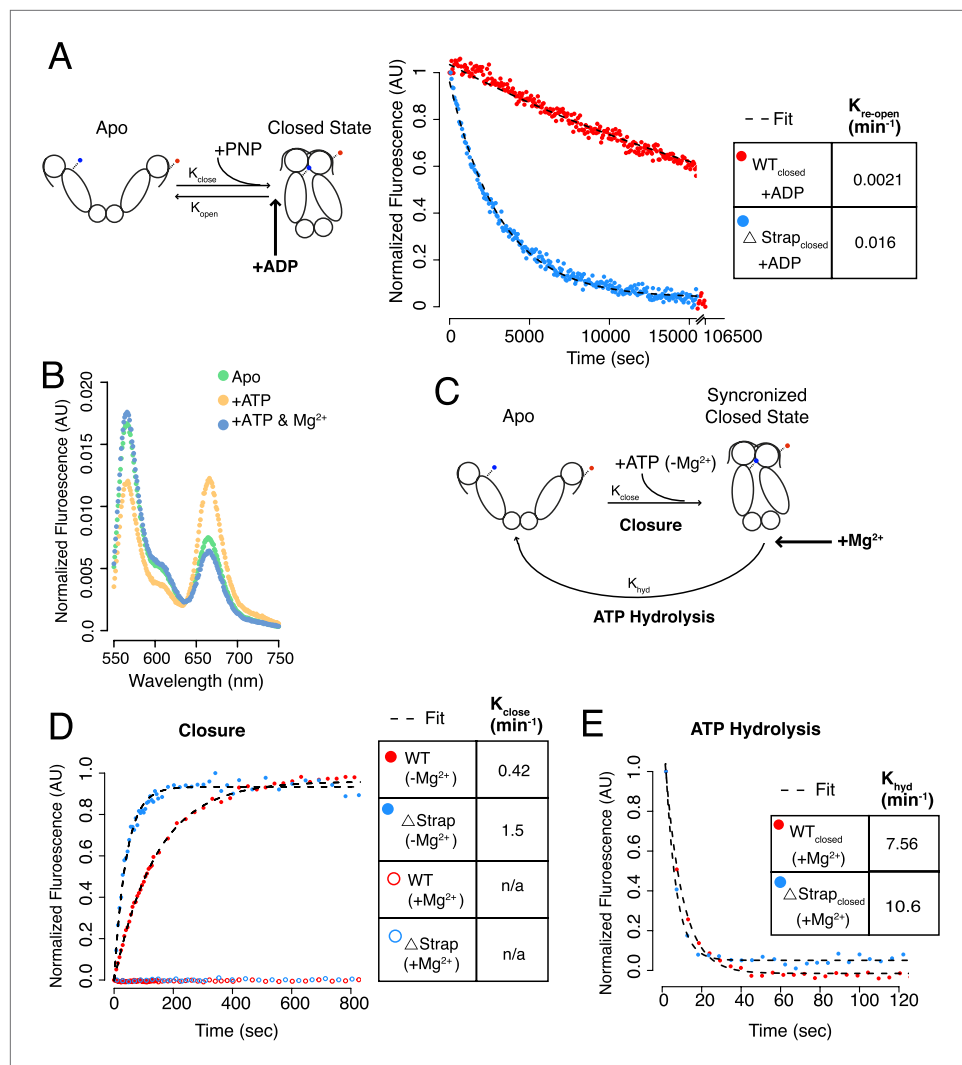 A
Apo
Closed State
+PNP
Kclose
Kopen
+ADP
Normalized Fluroescence (AU)
1
0.8
0.6
0.4
0.2
0
0
5000
10000
15000
106500
Time (sec)
Fit
Kre-open
(min-1)
WTclosed
+ADP
0.0021
△ Strapclosed
+ADP
0.016
B
Normalized Fluroescence (AU)
0.020
0.015
0.010
0.005
0.0
550
600
650
700
750
Wavelength (nm)
Apo
+ATP
+ATP & Mg2+
C
Apo
Syncronized
Closed State
+ATP (-Mg2+)
Kclose
Closure
+Mg2+
Khyd
ATP Hydrolysis
D
Closure
Normalized Fluroescence (AU)
1.0
0.8
0.6
0.4
0.2
0.0
0
200
400
600
800
Time (sec)
Fit
Kclose
(min-1)
WT
(-Mg2+)
0.42
△Strap
(-Mg2+)
1.5
WT
(+Mg2+)
n/a
△Strap
(+Mg2+)
n/a
E
ATP Hydrolysis
Normalized Fluroescence (AU)
1.0
0.8
0.6
0.4
0.2
0.0
0
20
40
60
80
100
120
Time (sec)
Fit
Khyd
(min-1)
WTclosed
(+Mg2+)
7.56
△Strapclosed
(+Mg2+)
10.6